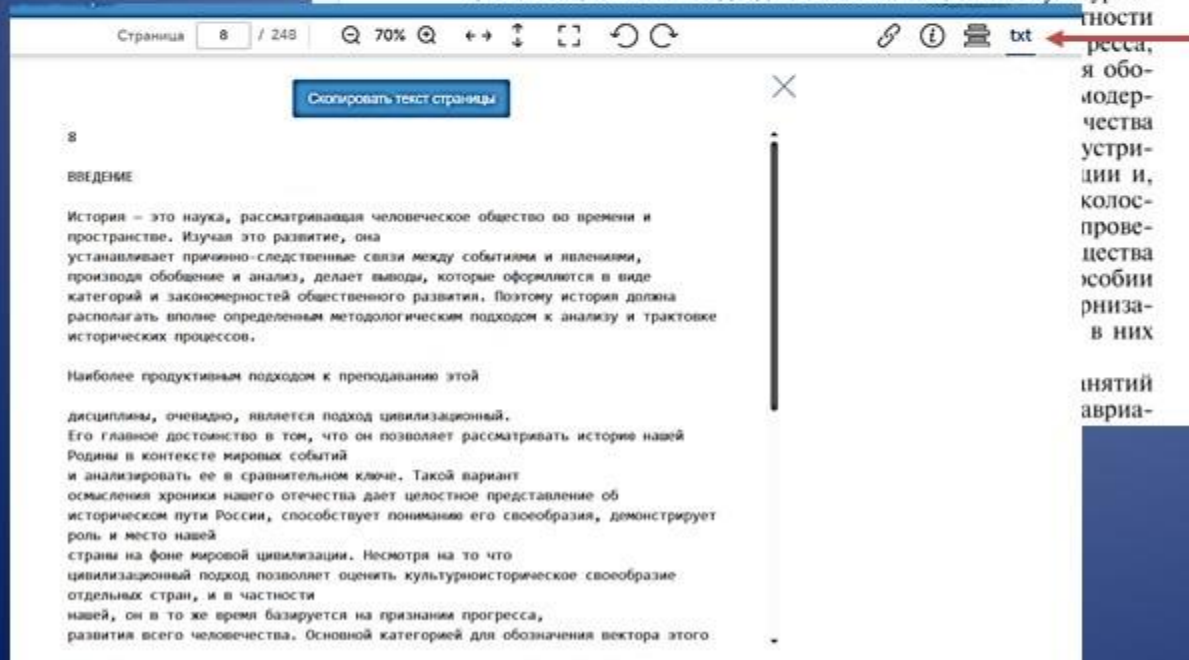 Страница 8 / 248 70% txt
Скопировать текст страницы
8
ВВЕДЕНИЕ
История – это наука, рассматривающая человеческое общество во времени и
пространстве. Изучая это развитие, она
устанавливает причинно-следственные связи между событиями и явлениями,
производя обобщение и анализ, делает выводы, которые оформляются в виде
категорий и закономерностей общественного развития. Поэтому история должна
располагать вполне определенным методологическим подходом к анализу и трактовке
исторических процессов.
Наиболее продуктивным подходом к преподаванию этой
дисциплины, очевидно, является подход цивилизационный.
Его главное достоинство в том, что он позволяет рассматривать историю нашей
Родины в контексте мировых событий
и анализировать ее в сравнительном ключе. Такой вариант
осмысления хроники нашего отечества дает целостное представление об
историческом пути России, способствует пониманию его своеобразия, демонстрирует
роль и место нашей
страны на фоне мировой цивилизации. Несмотря на то что
цивилизационный подход позволяет оценить культурноисторическое своеобразие
отдельных стран, и в частности
нашей, он в то же время базируется на признании прогресса,
развития всего человечества. Основной категорией для обозначения вектора этого
тности
ресса,
я обо-
модер-
чества
устри-
ции и,
колос-
прове-
щества
особии
рниза-
в них
нятий
авриа-